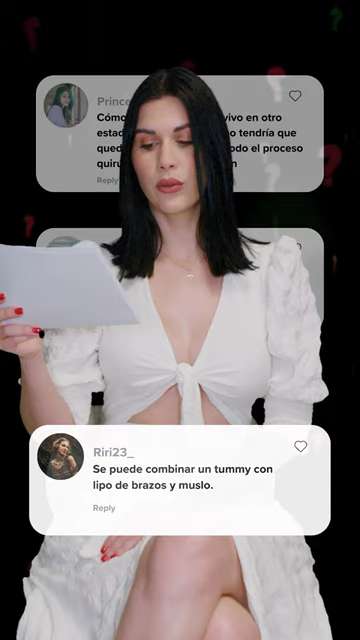 Prince
Cómo vivo en otro
estad o tendría que
qued odo el proceso
quirú n
Reply
Riri23_
Se puede combinar un tummy con
lipo de brazos y muslo.
Reply